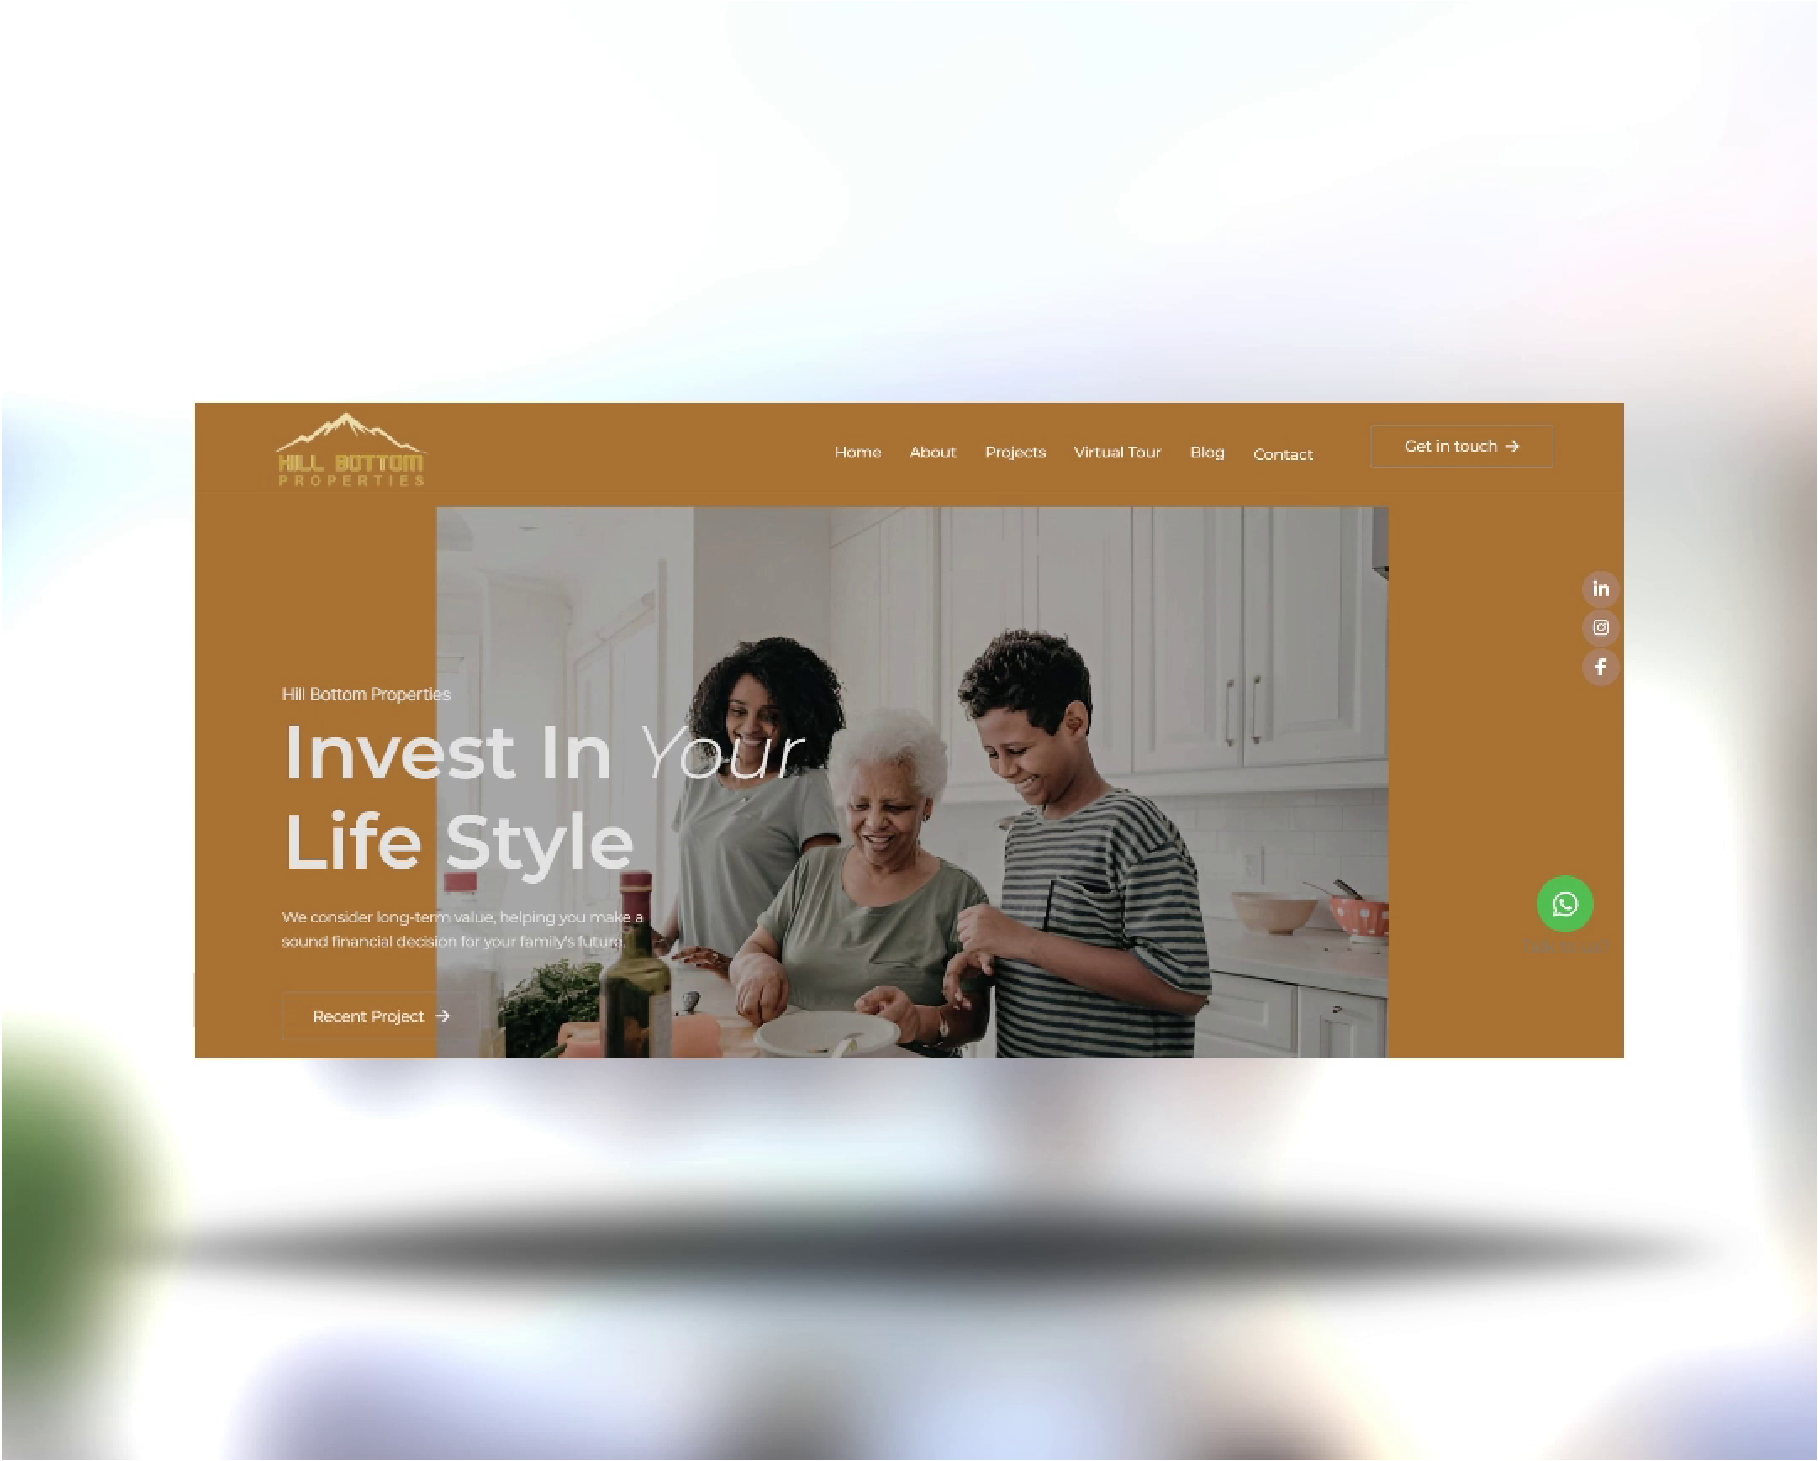 HILL BOTTOM
PROPERTIES
Home About Projects Virtual Tour Blog Contact
Get in touch →
Hill Bottom Properties
Invest In Your
Life Style
We consider long-term value, helping you make a
sound financial decision for your family's future.
Recent Project →